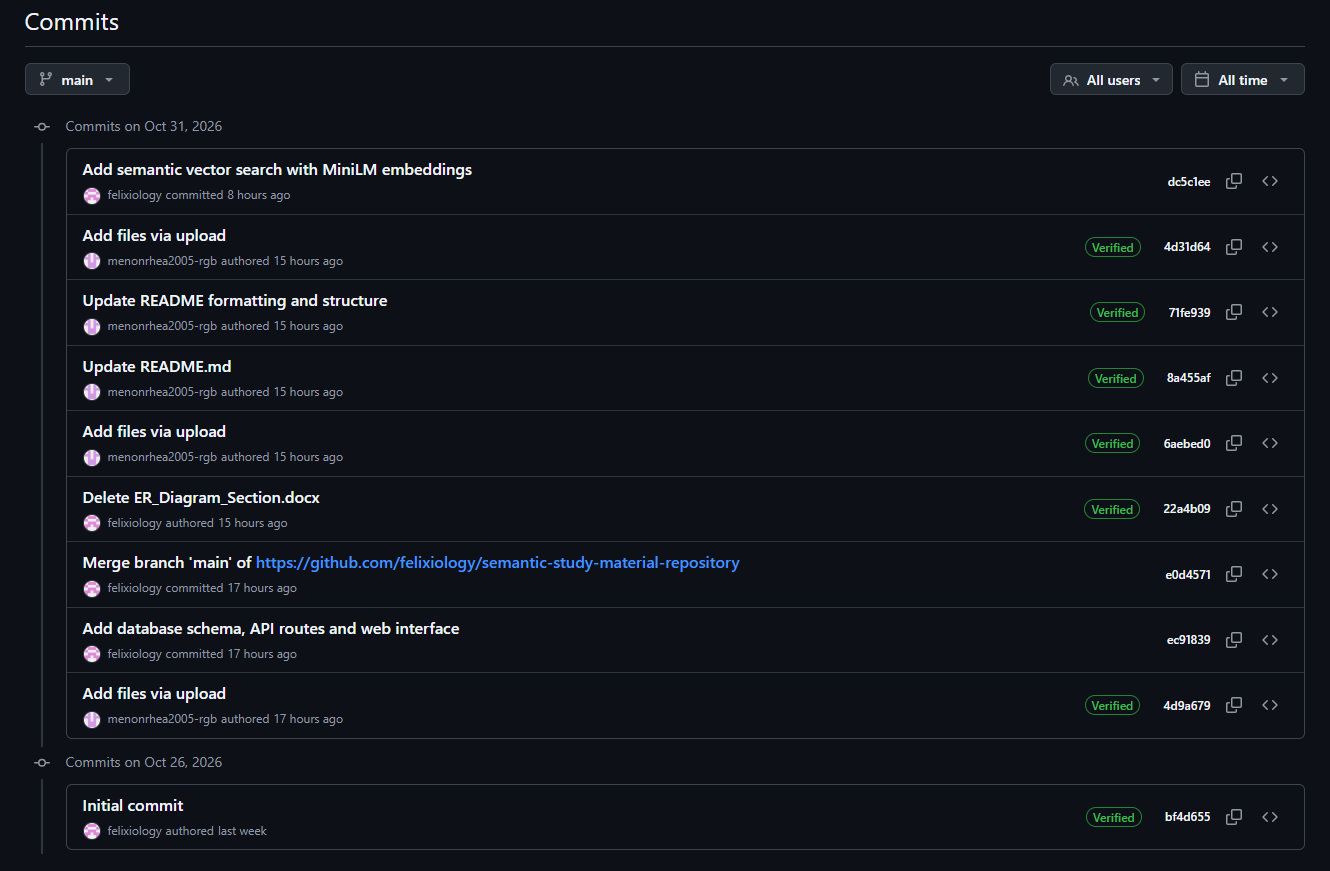 Commits
main
All users
All time
Commits on Oct 31, 2026
Add semantic vector search with MiniLM embeddings
felixiology committed 8 hours ago
dc5c1ee
Add files via upload
menonrhea2005-rgb authored 15 hours ago
Verified
4d31d64
Update README formatting and structure
menonrhea2005-rgb authored 15 hours ago
Verified
71fe939
Update README.md
menonrhea2005-rgb authored 15 hours ago
Verified
8a455af
Add files via upload
menonrhea2005-rgb authored 15 hours ago
Verified
6aebed0
Delete ER_Diagram_Section.docx
felixiology authored 15 hours ago
Verified
22a4b09
Merge branch 'main' of https://github.com/felixiology/semantic-study-material-repository
felixiology committed 17 hours ago
e0d4571
Add database schema, API routes and web interface
felixiology committed 17 hours ago
ec91839
Add files via upload
menonrhea2005-rgb authored 17 hours ago
Verified
4d9a679
Commits on Oct 26, 2026
Initial commit
felixiology authored last week
Verified
bf4d655